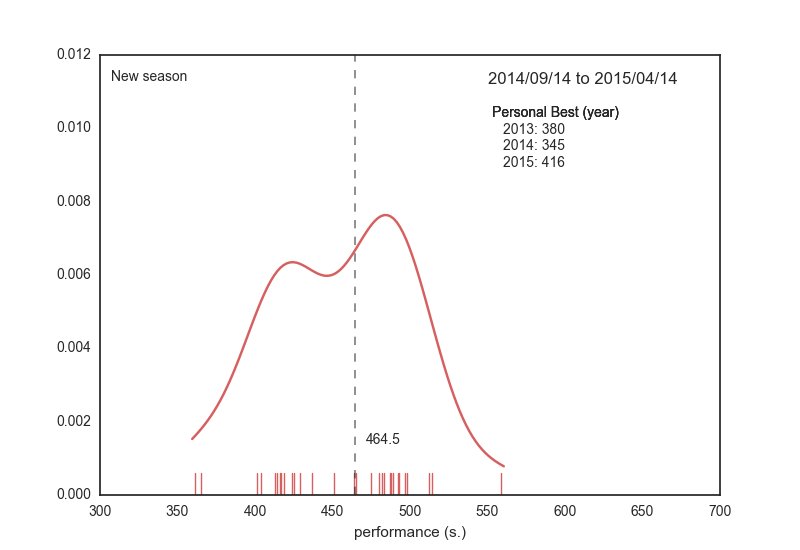 0.012
New season
2014/09/14 to 2015/04/14
Personal Best (year)
2013: 380
2014: 345
2015: 416
0.010
0.008
0.006
0.004
0.002
464.5
0.000
300 350 400 450 500 550 600 650 700
performance (s.)